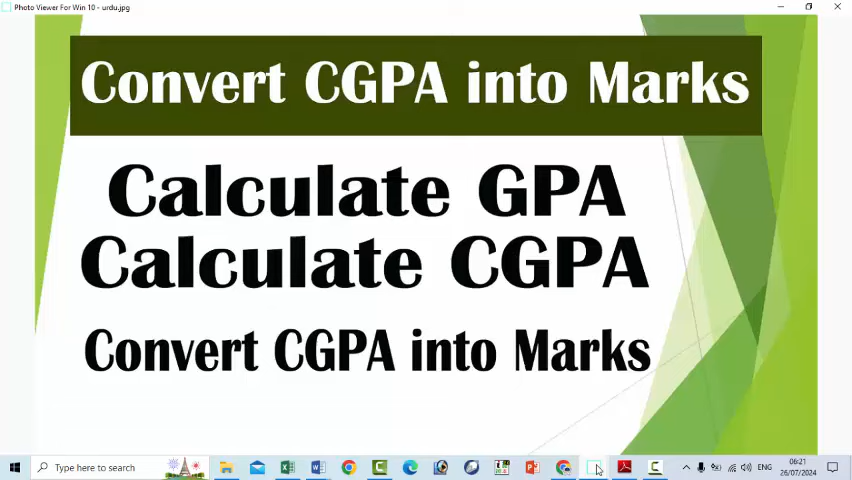 Photo Viewer For Win 10 - urdu.jpg
Convert CGPA into Marks
Calculate GPA
Calculate CGPA
Convert CGPA into Marks
Type here to search
ENG
06:21
26/07/2024